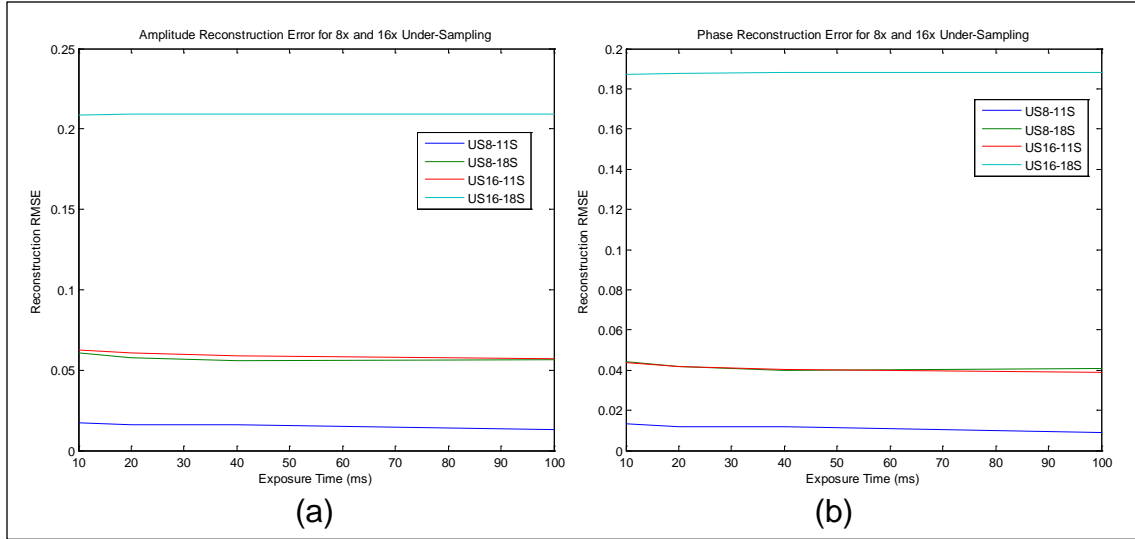 Amplitude Reconstruction Error for 8x and 16x Under-Sampling
0.25
0.2
0.15
0.1
0.05
0
Reconstruction RMSE
US8-11S
US8-18S
US16-11S
US16-18S
10 20 30 40 50 60 70 80 90 100
Exposure Time (ms)
(a)
Phase Reconstruction Error for 8x and 16x Under-Sampling
0.2
0.18
0.16
0.14
0.12
0.1
0.08
0.06
0.04
0.02
0
Reconstruction RMSE
US8-11S
US8-18S
US16-11S
US16-18S
10 20 30 40 50 60 70 80 90 100
Exposure Time (ms)
(b)